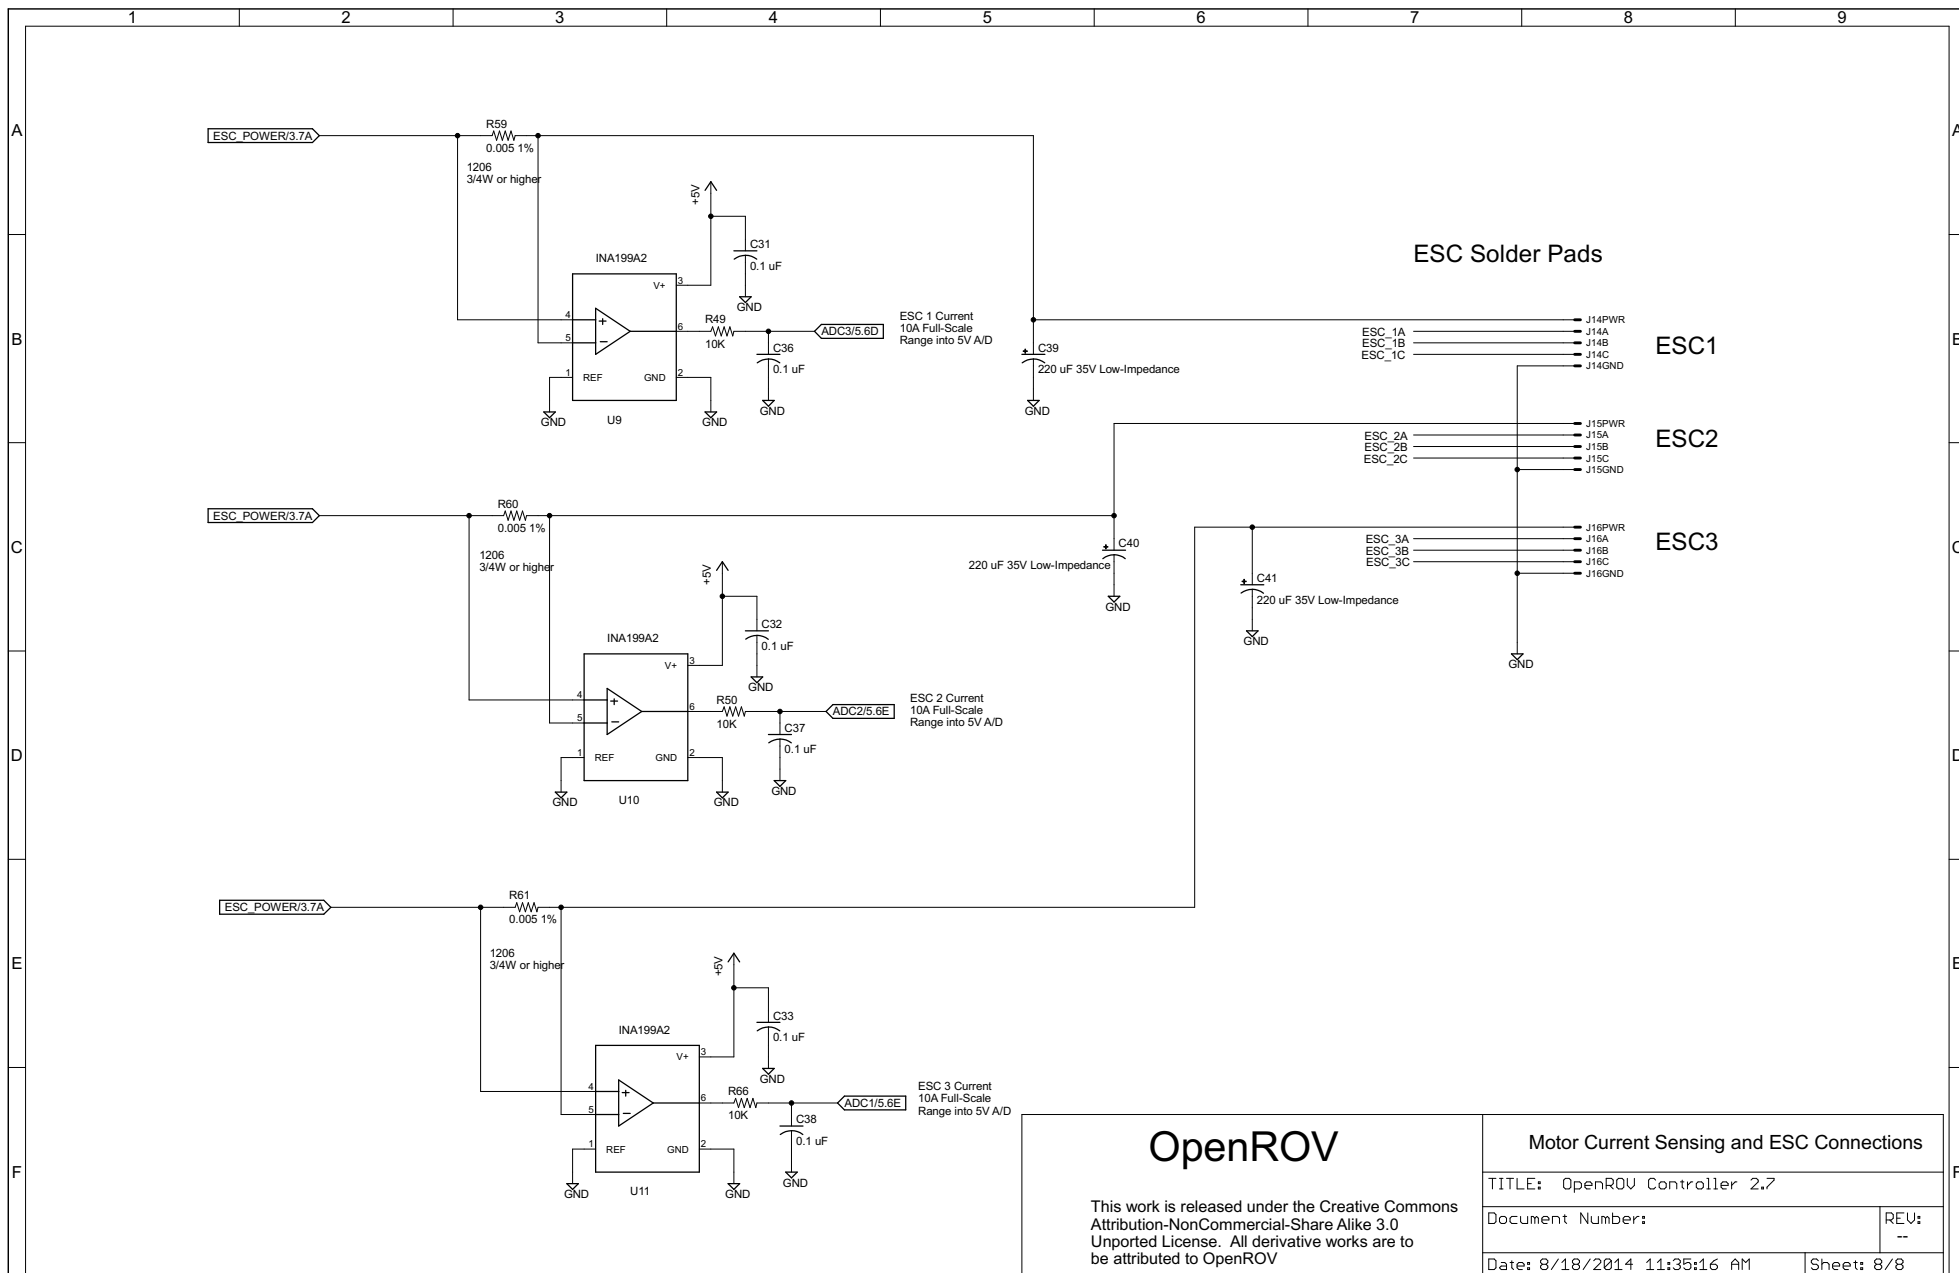 1 2 3 4 5 6 7 8 9
A A
ESC_POWER/3.7A
R59
0.005 1%
1206
3/4W or higher
+5V
C31
0.1 uF
GND
INA199A2
V+ 3
4 + 6
5 −
1 REF GND 2
GND
U9
GND
R49
10K
C36
0.1 uF
GND
ADC3/5.6D
ESC 1 Current
10A Full-Scale
Range into 5V A/D
C39
220 uF 35V Low-Impedance
GND
ESC Solder Pads
B B
J14PWR
ESC_1A J14A
ESC_1B J14B
ESC_1C J14C
J14GND
ESC1
J15PWR
ESC_2A J15A
ESC_2B J15B
ESC_2C J15C
J15GND
ESC2
J16PWR
ESC_3A J16A
ESC_3B J16B
ESC_3C J16C
J16GND
ESC3
GND
C C
ESC_POWER/3.7A
R60
0.005 1%
1206
3/4W or higher
+5V
C32
0.1 uF
GND
C40
220 uF 35V Low-Impedance
GND
C41
220 uF 35V Low-Impedance
GND
INA199A2
V+ 3
4 + 6
5 −
1 REF GND 2
GND
U10
GND
R50
10K
C37
0.1 uF
GND
ADC2/5.6E
ESC 2 Current
10A Full-Scale
Range into 5V A/D
D D
ESC_POWER/3.7A
R61
0.005 1%
1206
3/4W or higher
E E
+5V
C33
0.1 uF
GND
INA199A2
V+ 3
4 + 6
5 −
1 REF GND 2
GND
U11
GND
R66
10K
C38
0.1 uF
GND
ADC1/5.6E
ESC 3 Current
10A Full-Scale
Range into 5V A/D
F F
OpenROV
This work is released under the Creative Commons
Attribution-NonCommercial-Share Alike 3.0
Unported License. All derivative works are to
be attributed to OpenROV
Motor Current Sensing and ESC Connections
TITLE: OpenROV Controller 2.7
Document Number:
REV:
--
Date: 8/18/2014 11:35:16 AM
Sheet: 8/8